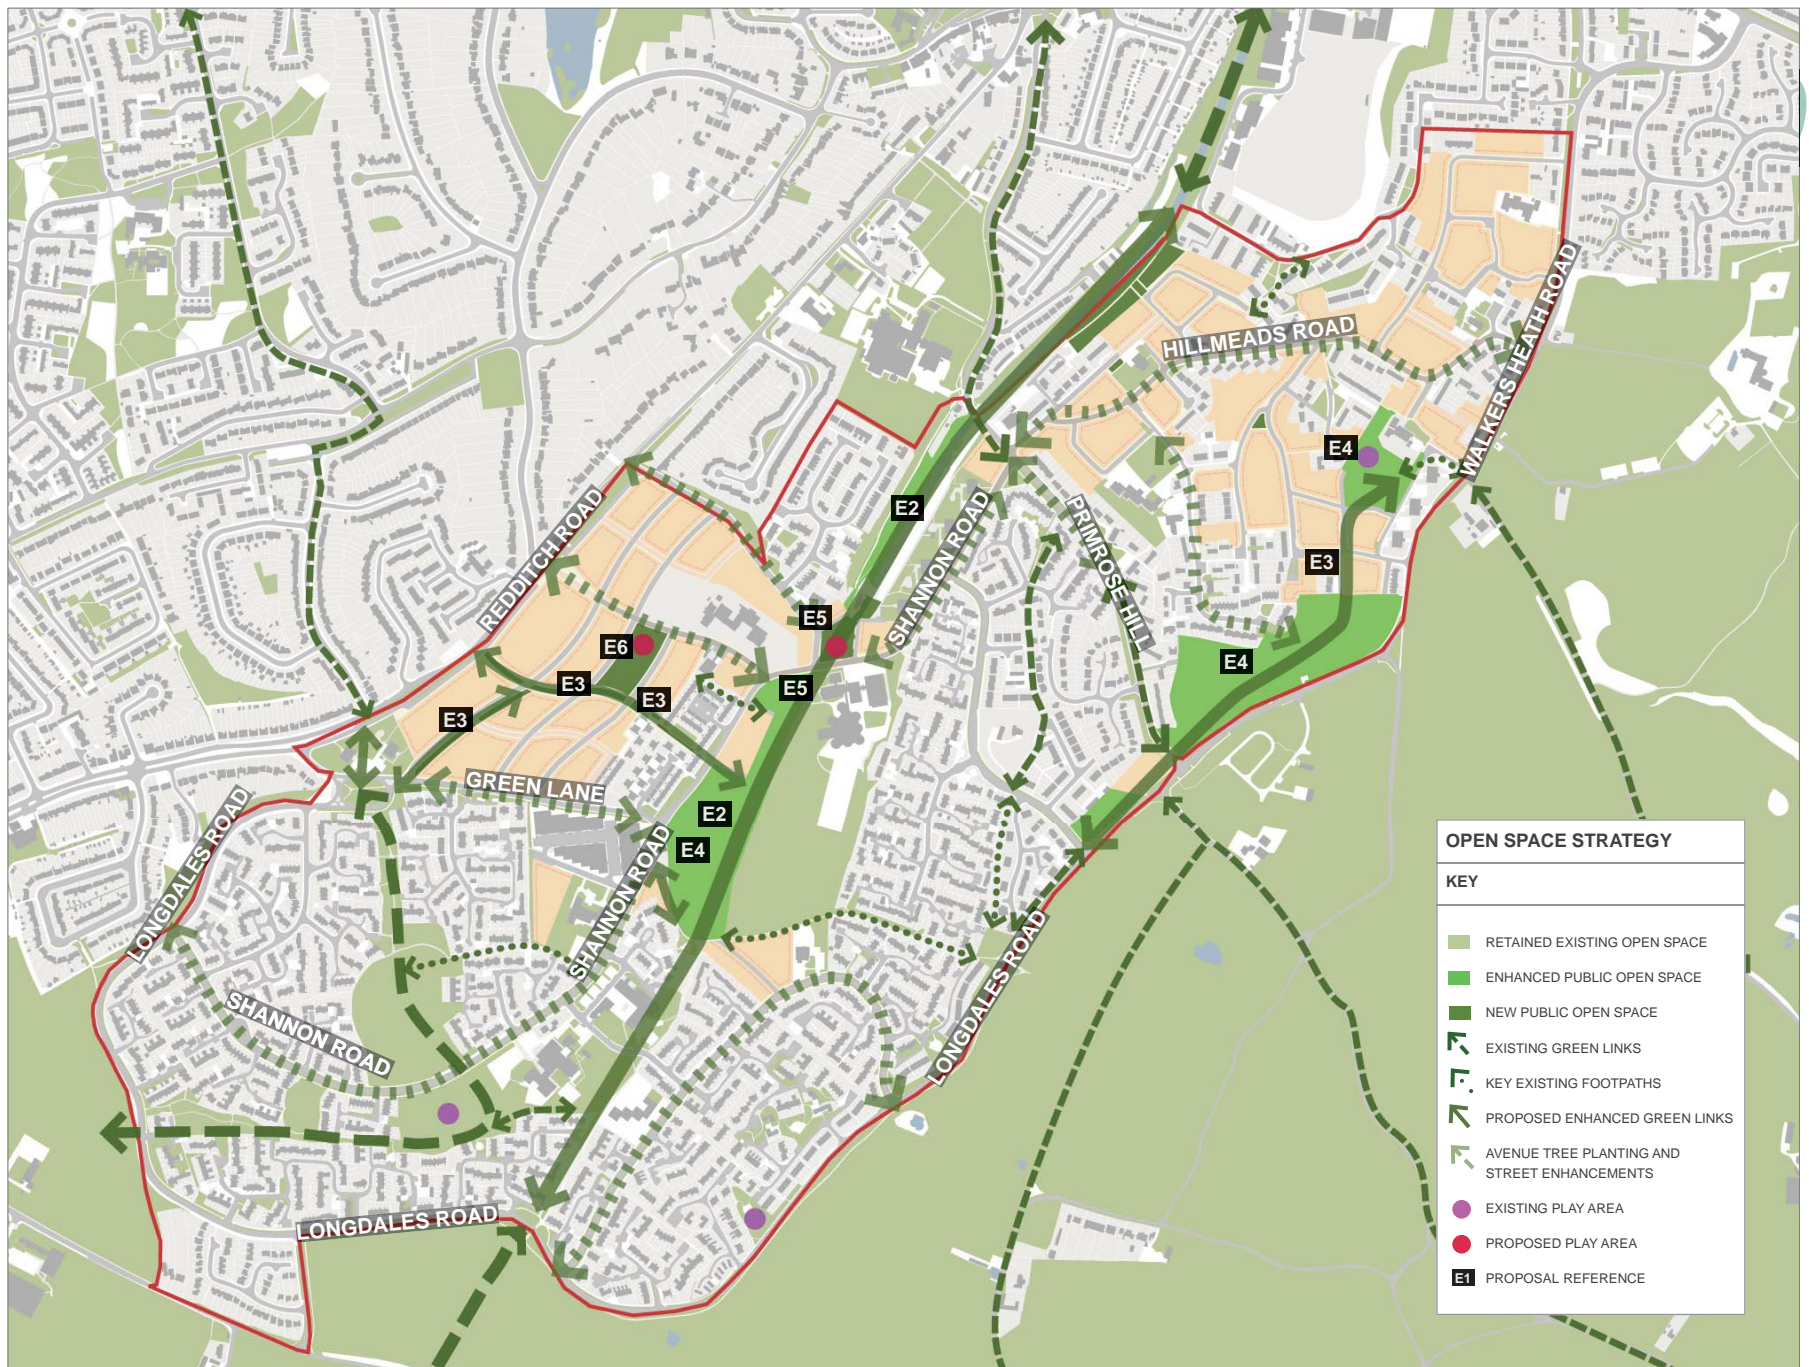 HILLMEADS ROAD
WALKERS HEATH ROAD
E4
REDDITCH ROAD
E2
SHANNON ROAD
PRIMROSE HILL
E3
E5
E6
E4
E3
E3
E5
E3
GREEN LANE
LONGDALES ROAD
E2
E4
SHANNON ROAD
LONGDALES ROAD
SHANNON ROAD
LONGDALES ROAD
OPEN SPACE STRATEGY
KEY
RETAINED EXISTING OPEN SPACE
ENHANCED PUBLIC OPEN SPACE
NEW PUBLIC OPEN SPACE
EXISTING GREEN LINKS
KEY EXISTING FOOTPATHS
PROPOSED ENHANCED GREEN LINKS
AVENUE TREE PLANTING AND
STREET ENHANCEMENTS
EXISTING PLAY AREA
PROPOSED PLAY AREA
E1 PROPOSAL REFERENCE